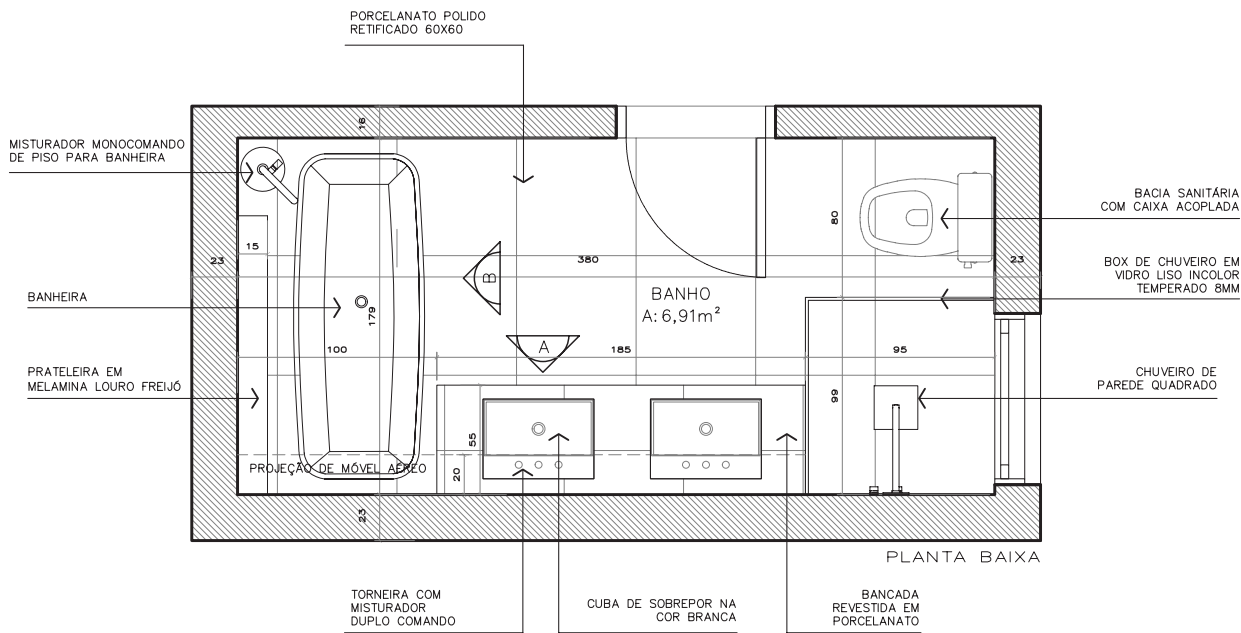 PORCELANATO POLIDO
RETIFICADO 60X60
16
MISTURADOR MONOCOMANDO
DE PISO PARA BANHEIRA
BACIA SANITÁRIA
COM CAIXA ACOPLADA
80
15
23
380
23
B
BOX DE CHUVEIRO EM
VIDRO LISO INCOLOR
TEMPERADO 8MM
BANHEIRA
179
BANHO
A: 6,91m²
A
100
185
95
PRATELEIRA EM
MELAMINA LOURO FREIJÓ
CHUVEIRO DE
PAREDE QUADRADO
99
55
20
PROJEÇÃO DE MÓVEL AÉREO
23
PLANTA BAIXA
TORNEIRA COM
MISTURADOR
DUPLO COMANDO
CUBA DE SOBREPOR NA
COR BRANCA
BANCADA
REVESTIDA EM
PORCELANATO